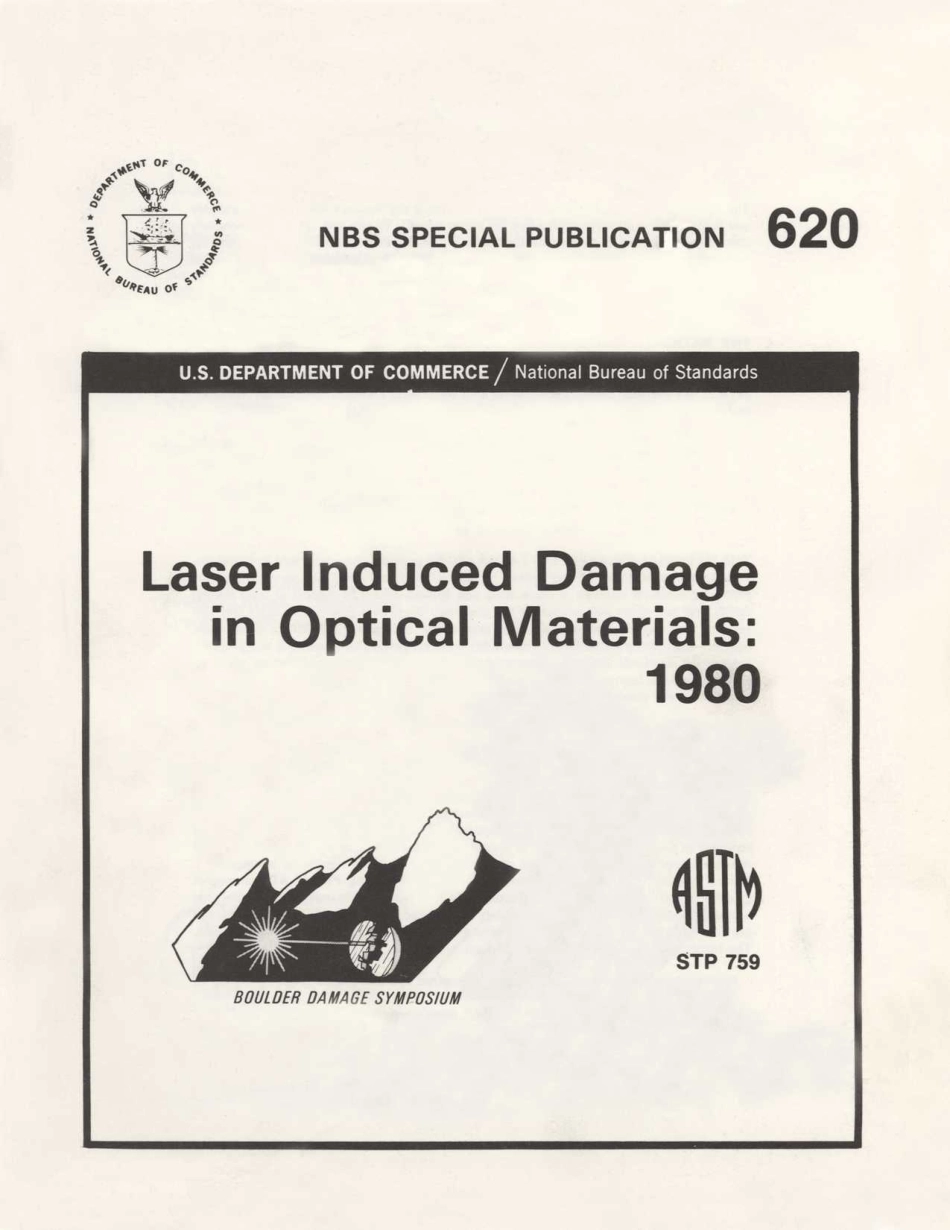 * DEPARTMENT OF COMMERCE *
NATIONAL BUREAU OF STANDARDS
NBS SPECIAL PUBLICATION 620
U.S. DEPARTMENT OF COMMERCE / National Bureau of Standards
Laser Induced Damage
in Optical Materials:
1980
ASTM
STP 759
BOULDER DAMAGE SYMPOSIUM